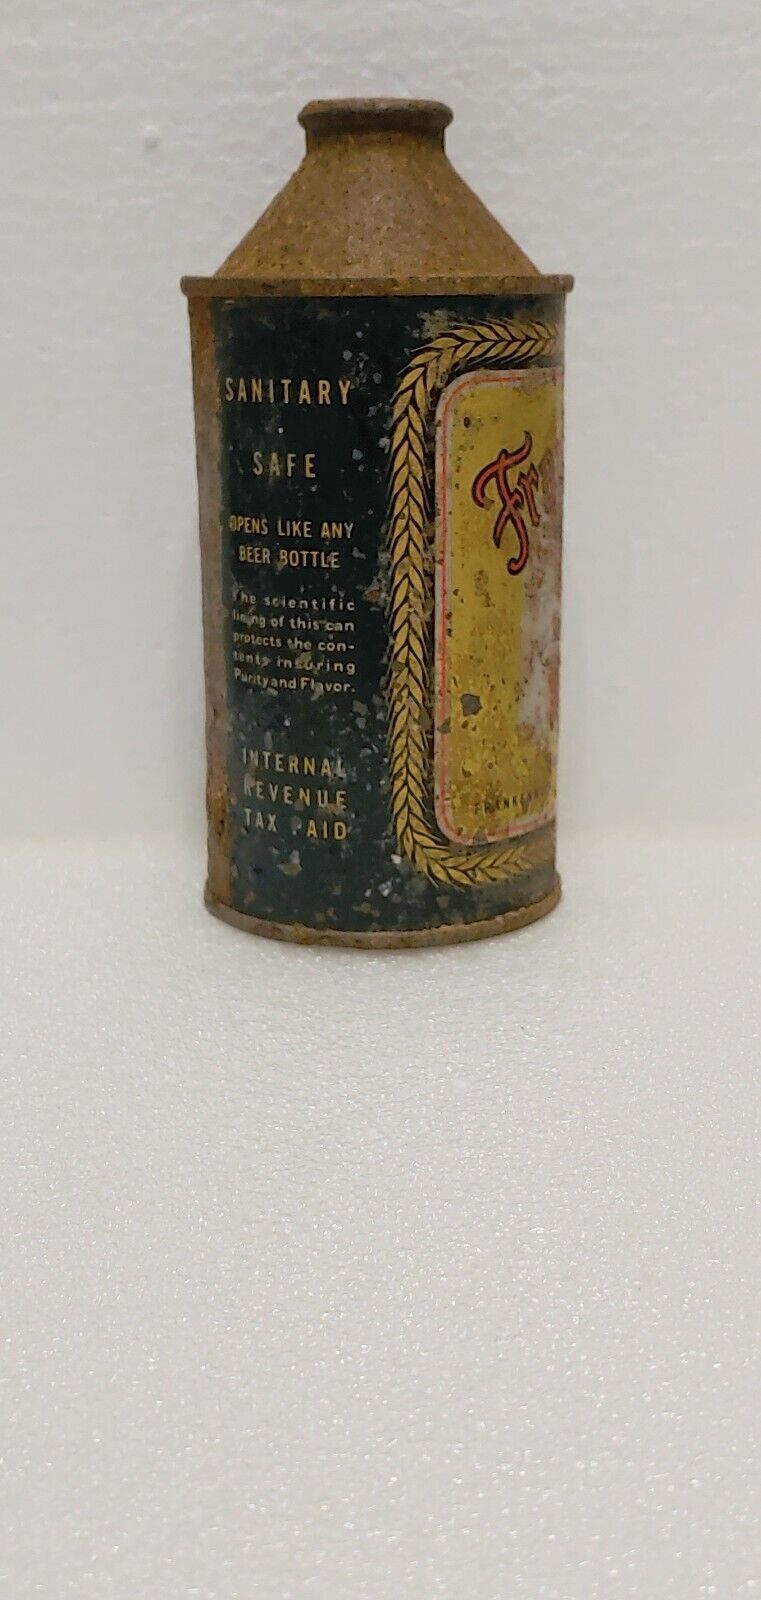 SANITARY
SAFE
OPENS LIKE ANY
BEER BOTTLE
The scientific
lining of this can
protects the con-
tents insuring
Purity and Flavor.
INTERNAL
REVENUE
TAX PAID
Fra